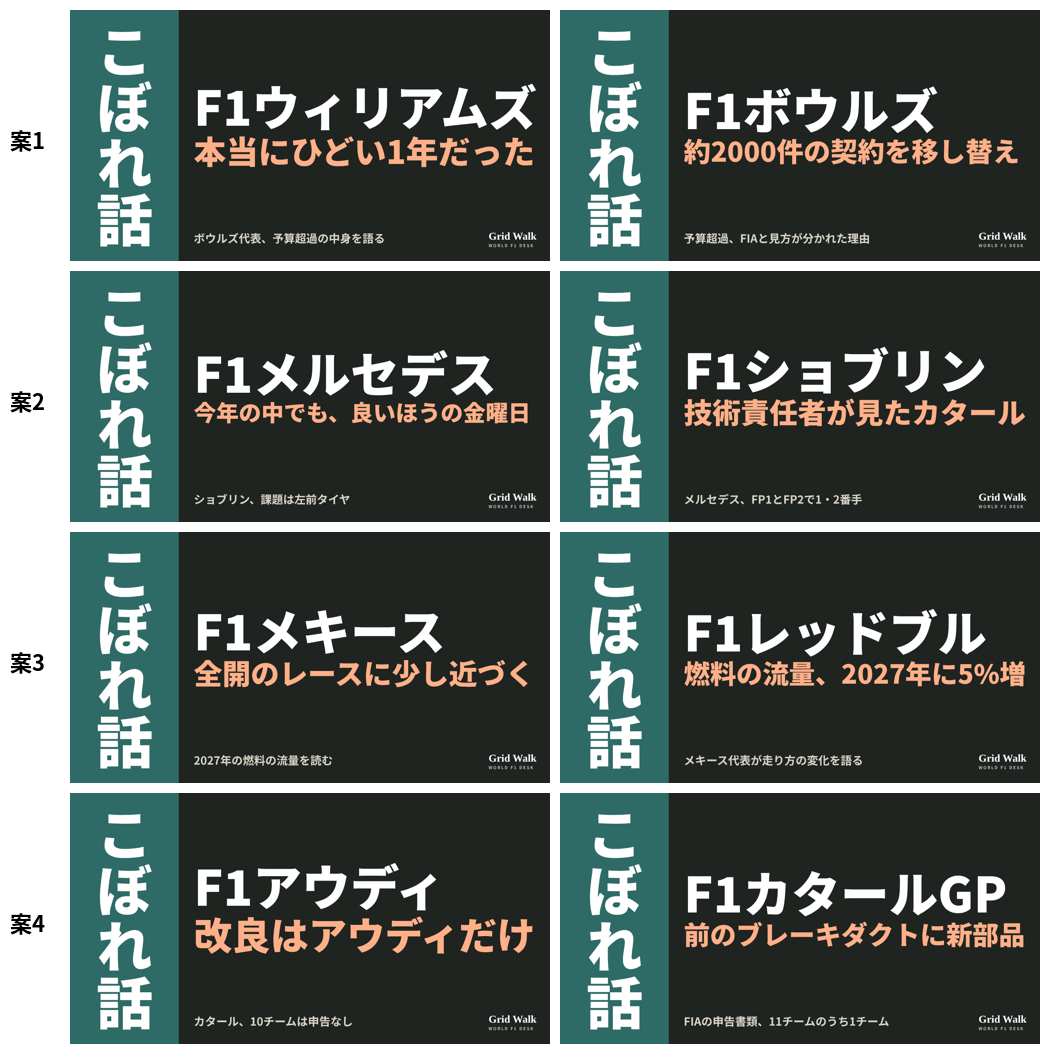 案1
こぼれ話
F1ウィリアムズ
本当にひどい1年だった
ボウルズ代表、予算超過の中身を語る
Grid Walk
WORLD F1 DESK
こぼれ話
F1ボウルズ
約2000件の契約を移し替え
予算超過、FIAと見方が分かれた理由
Grid Walk
WORLD F1 DESK
案2
こぼれ話
F1メルセデス
今年の中でも、良いほうの金曜日
ショブリン、課題は左前タイヤ
Grid Walk
WORLD F1 DESK
こぼれ話
F1ショブリン
技術責任者が見たカタール
メルセデス、FP1とFP2で1・2番手
Grid Walk
WORLD F1 DESK
案3
こぼれ話
F1メキース
全開のレースに少し近づく
2027年の燃料の流量を読む
Grid Walk
WORLD F1 DESK
こぼれ話
F1レッドブル
燃料の流量、2027年に5%増
メキース代表が走り方の変化を語る
Grid Walk
WORLD F1 DESK
案4
こぼれ話
F1アウディ
改良はアウディだけ
カタール、10チームは申告なし
Grid Walk
WORLD F1 DESK
こぼれ話
F1カタールGP
前のブレーキダクトに新部品
FIAの申告書類、11チームのうち1チーム
Grid Walk
WORLD F1 DESK